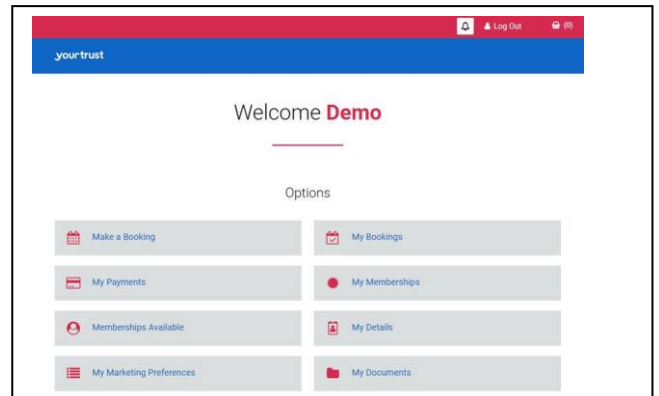 Log Out (0)
yourtrust
Welcome Demo
Options
Make a Booking
My Bookings
My Payments
My Memberships
Memberships Available
My Details
My Marketing Preferences
My Documents